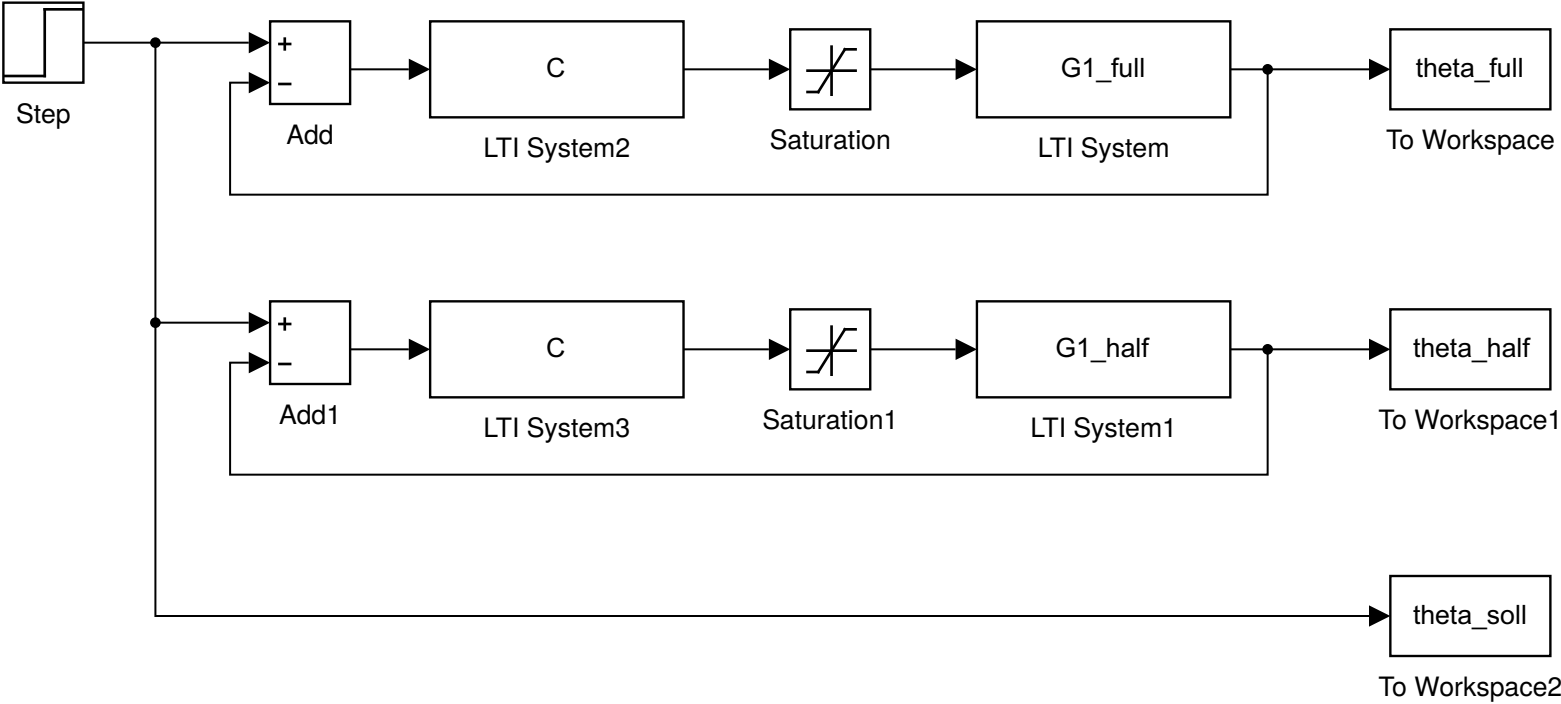 Step
+
−
Add
C
LTI System2
Saturation
G1_full
LTI System
theta_full
To Workspace
+
−
Add1
C
LTI System3
Saturation1
G1_half
LTI System1
theta_half
To Workspace1
theta_soll
To Workspace2